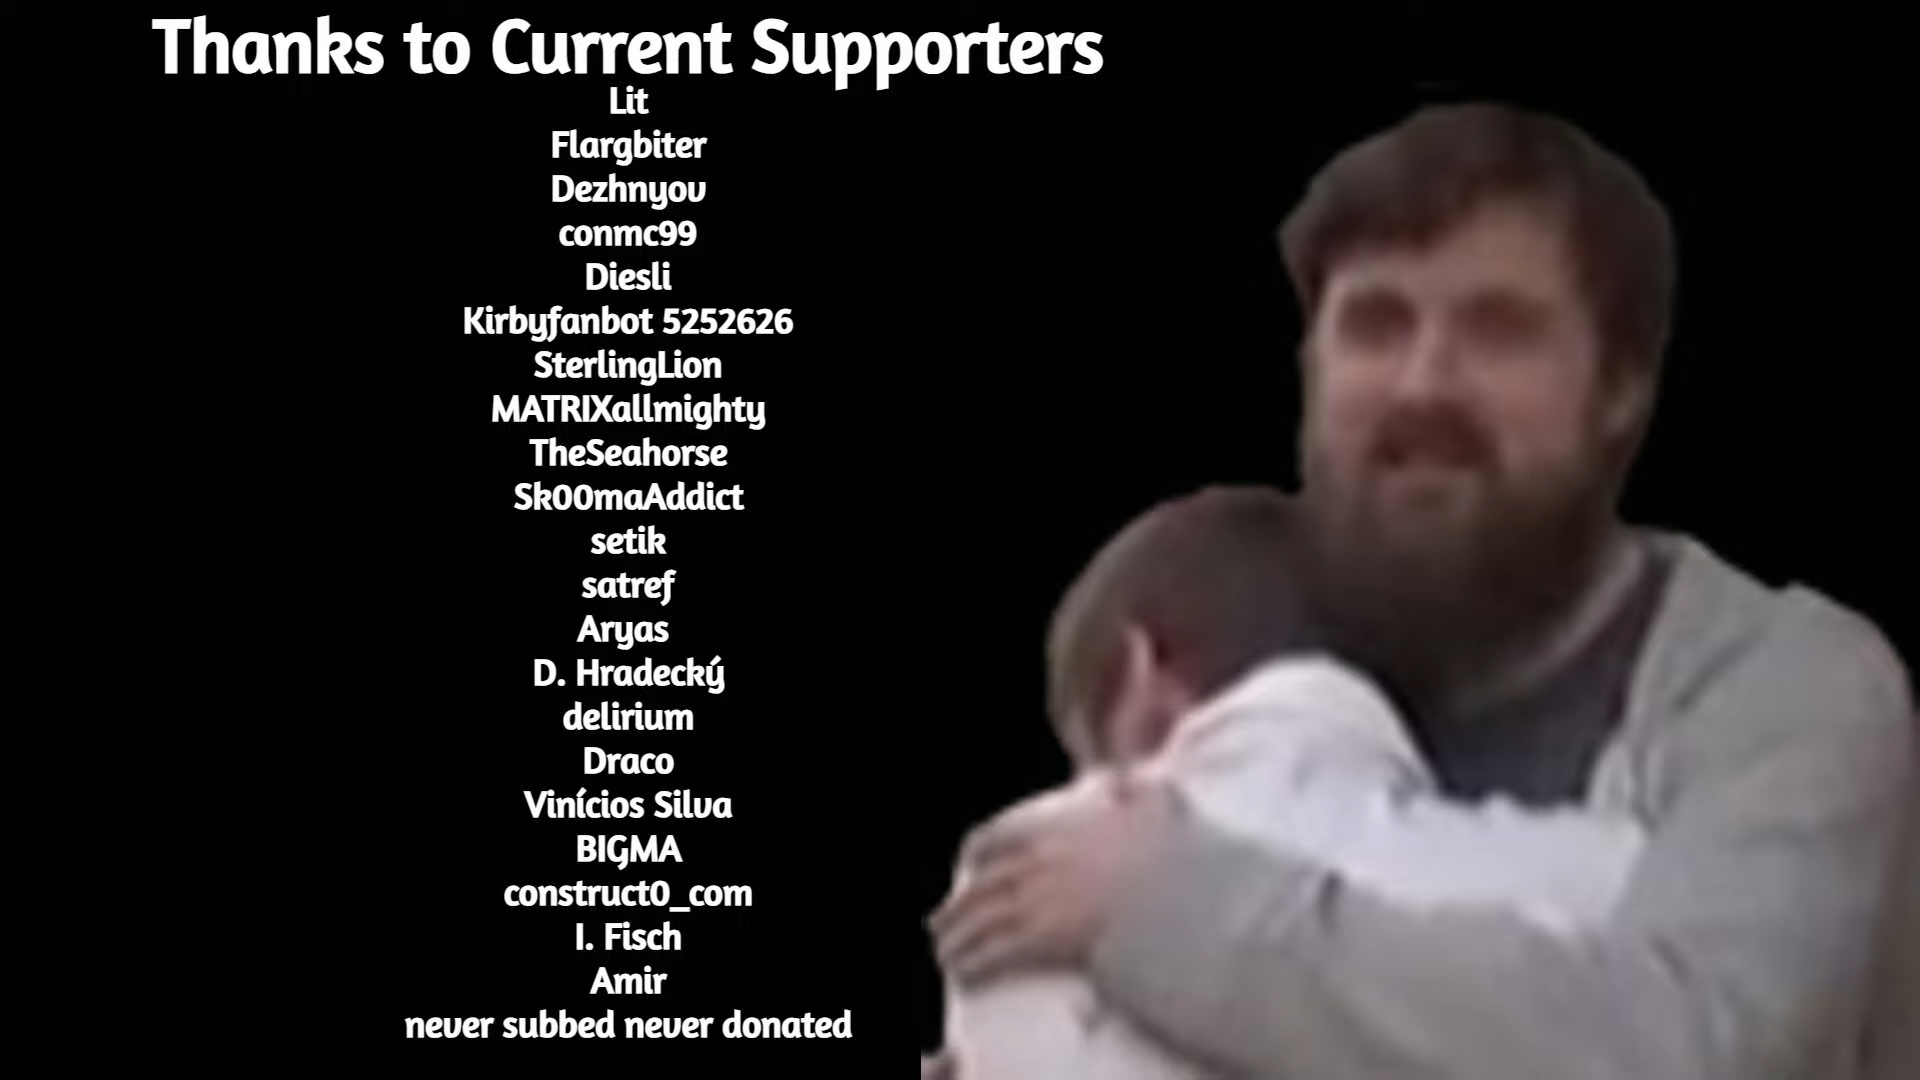 Thanks to Current Supporters
Lit
Flargbiter
Dezhnyov
conmc99
Diesli
Kirbyfanbot 5252626
SterlingLion
MATRIXallmighty
TheSeahorse
Sk00maAddict
setik
satref
Aryas
D. Hradecký
delirium
Draco
Vinícios Silva
BIGMA
construct0_com
I. Fisch
Amir
never subbed never donated